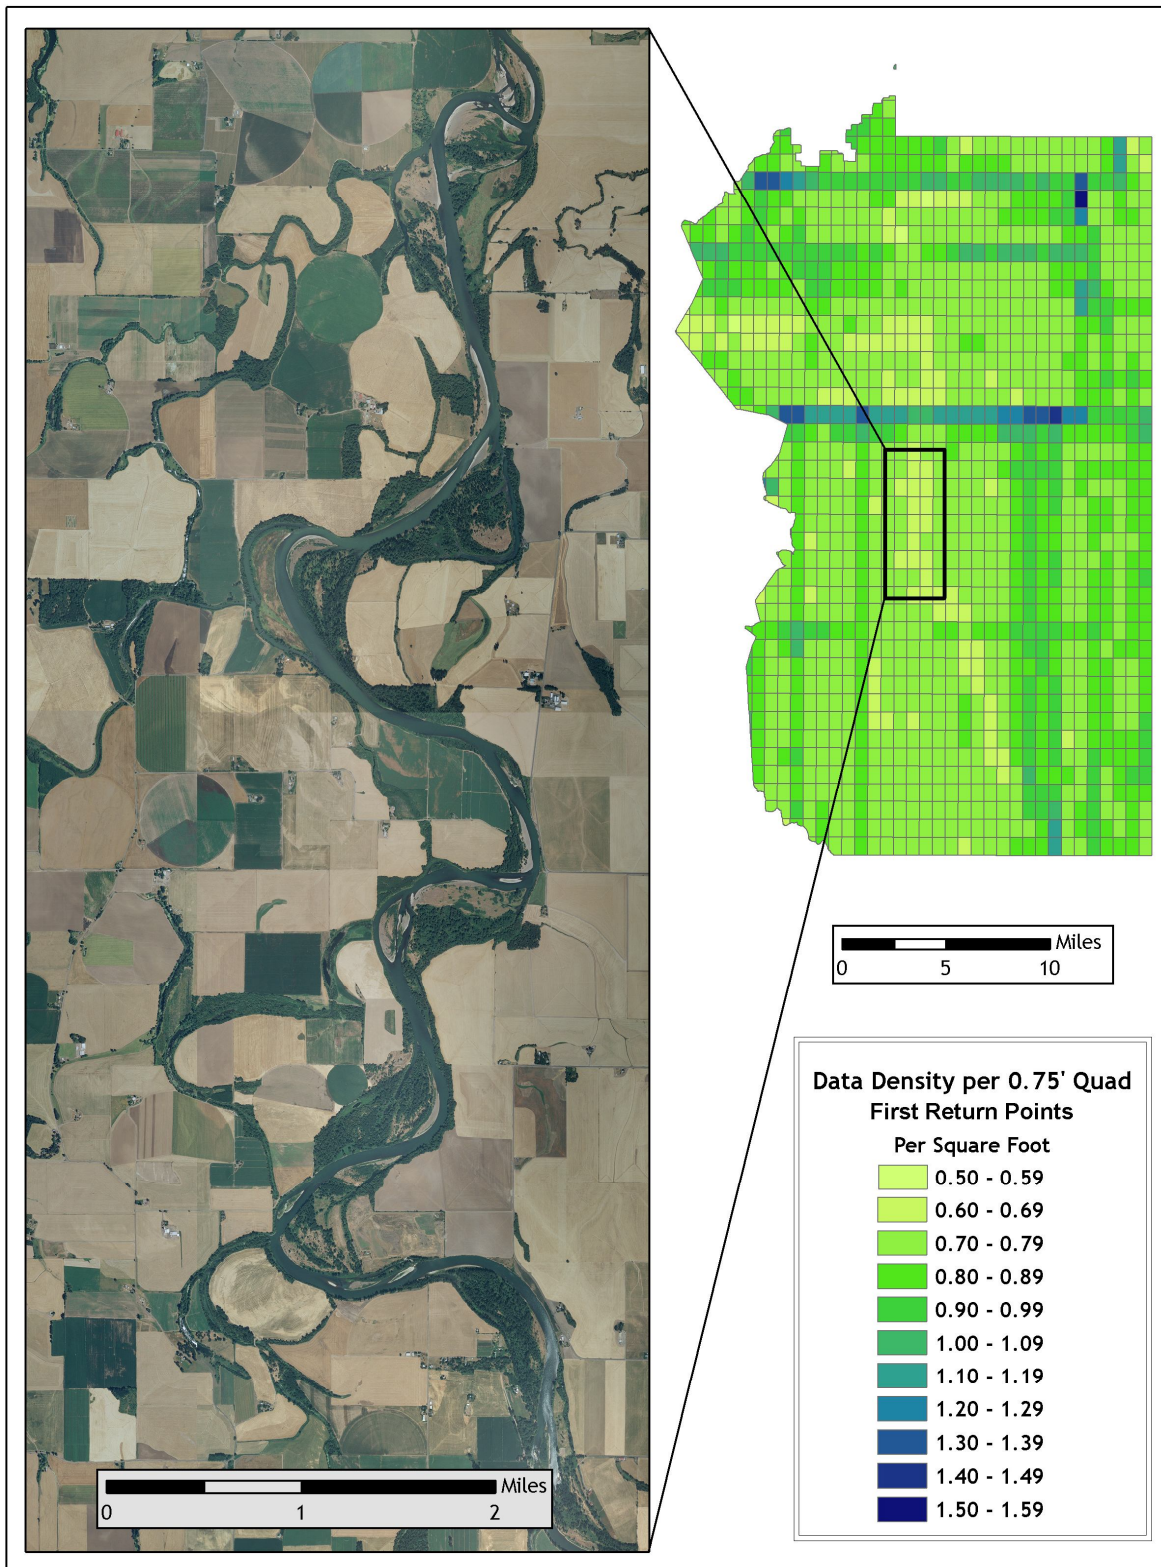 Miles
0 5 10
Data Density per 0.75' Quad
First Return Points
Per Square Foot
0.50 - 0.59
0.60 - 0.69
0.70 - 0.79
0.80 - 0.89
0.90 - 0.99
1.00 - 1.09
1.10 - 1.19
1.20 - 1.29
1.30 - 1.39
1.40 - 1.49
1.50 - 1.59
Miles
0 1 2